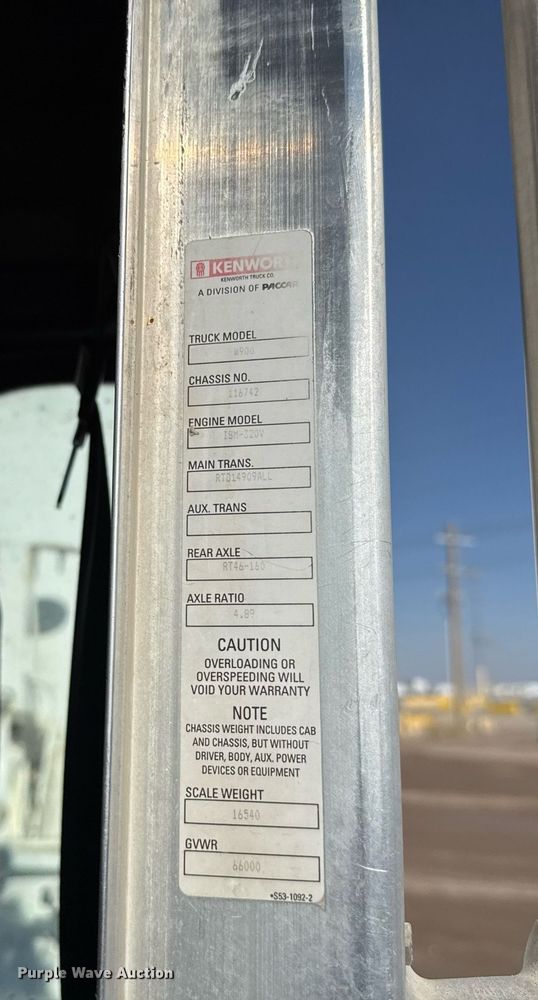 KENWOR
KENWORTH TRUCK CO.
A DIVISION OF PACCAR
TRUCK MODEL
W900
CHASSIS NO.
116742
ENGINE MODEL
ISM-320V
MAIN TRANS.
RTO14909ALL
AUX. TRANS
REAR AXLE
RT46-160
AXLE RATIO
4.89
CAUTION
OVERLOADING OR
OVERSPEEDING WILL
VOID YOUR WARRANTY
NOTE
CHASSIS WEIGHT INCLUDES CAB
AND CHASSIS, BUT WITHOUT
DRIVER, BODY, AUX. POWER
DEVICES OR EQUIPMENT
SCALE WEIGHT
16540
GVWR
66000
•S53-1092-2
Purple Wave Auction